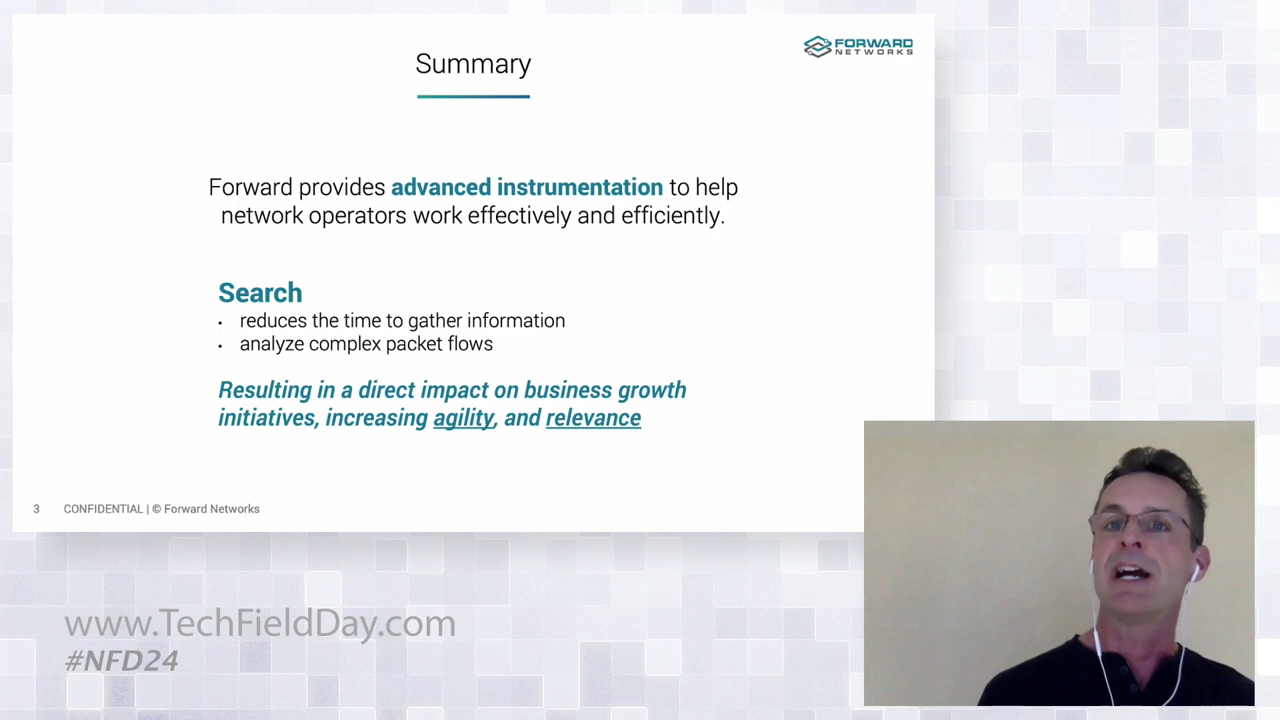 FORWARD
NETWORKS
Summary
Forward provides advanced instrumentation to help
network operators work effectively and efficiently.
Search
• reduces the time to gather information
• analyze complex packet flows
Resulting in a direct impact on business growth
initiatives, increasing agility, and relevance
3 CONFIDENTIAL | © Forward Networks
www.TechFieldDay.com
#NFD24